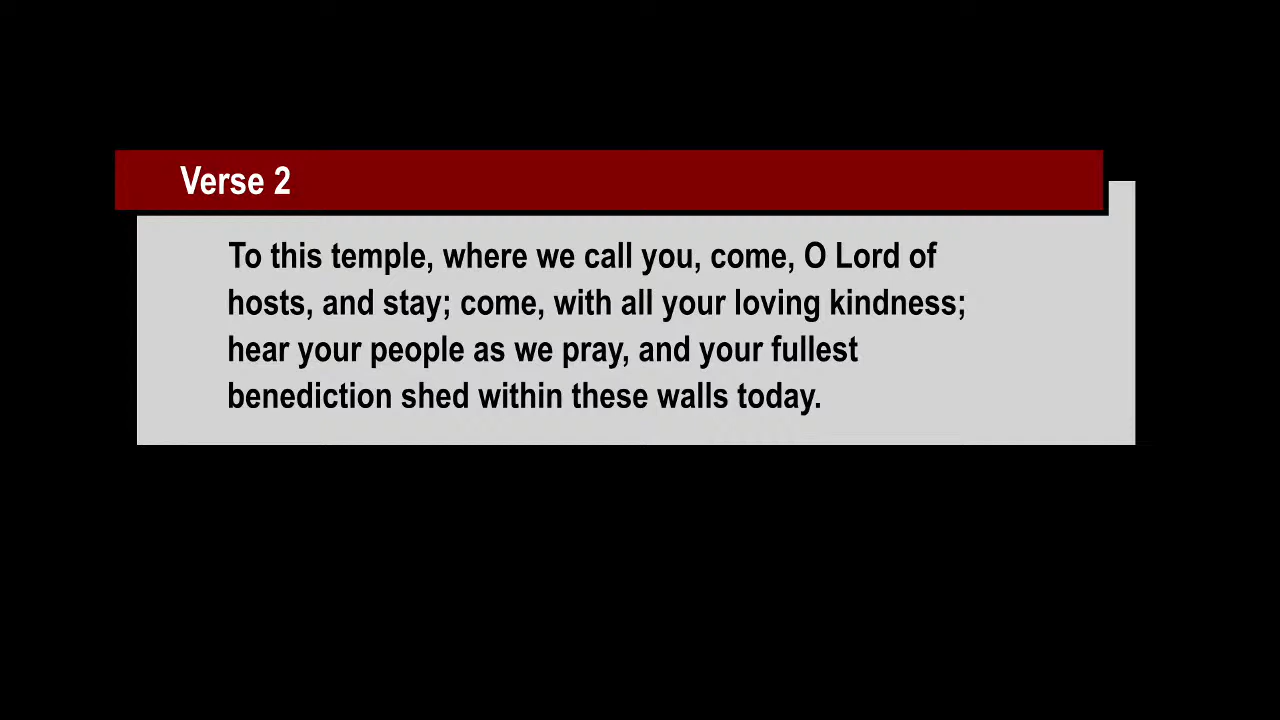 Verse 2
To this temple, where we call you, come, O Lord of
hosts, and stay; come, with all your loving kindness;
hear your people as we pray, and your fullest
benediction shed within these walls today.